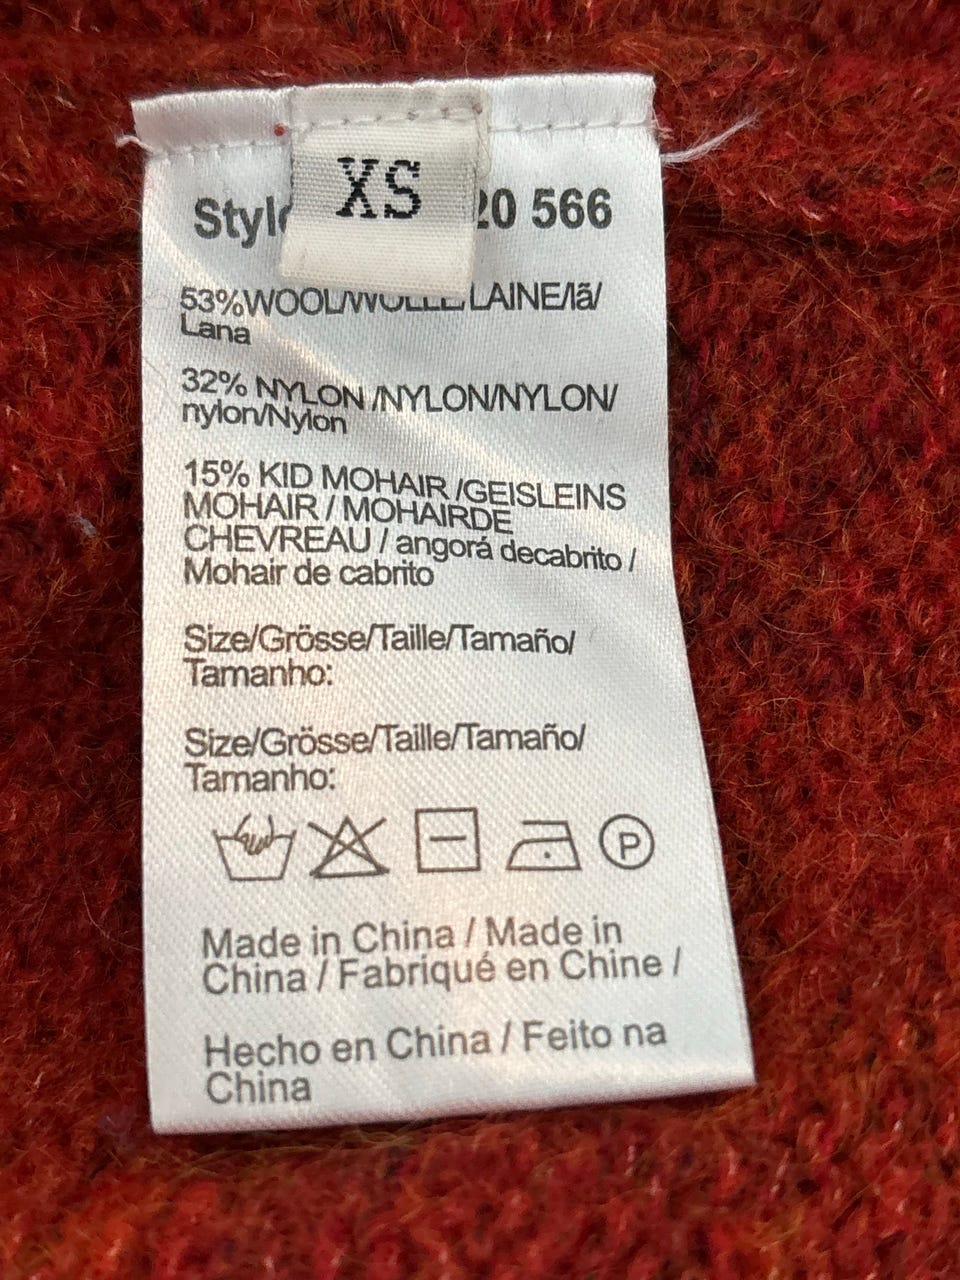 XS
20 566
53%WOOL/WOLLE/LAINE/lã/
Lana
32% NYLON /NYLON/NYLON/
nylon/Nylon
15% KID MOHAIR /GEISLEINS
MOHAIR / MOHAIRDE
CHEVREAU / angorá decabrito /
Mohair de cabrito
Size/Grösse/Taille/Tamaño/
Tamanho:
Size/Grösse/Taille/Tamaño/
Tamanho:
P
Made in China / Made in
China / Fabriqué en Chine /
Hecho en China / Feito na
China